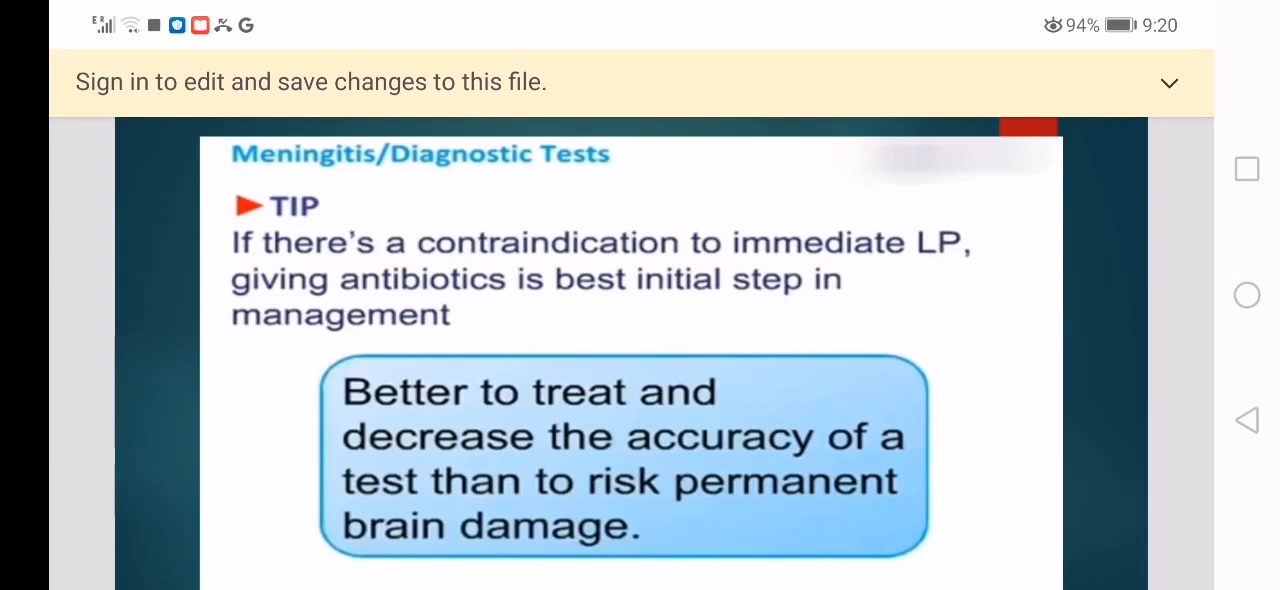 94% 9:20
Sign in to edit and save changes to this file.
Meningitis/Diagnostic Tests
TIP
If there's a contraindication to immediate LP,
giving antibiotics is best initial step in
management
Better to treat and
decrease the accuracy of a
test than to risk permanent
brain damage.